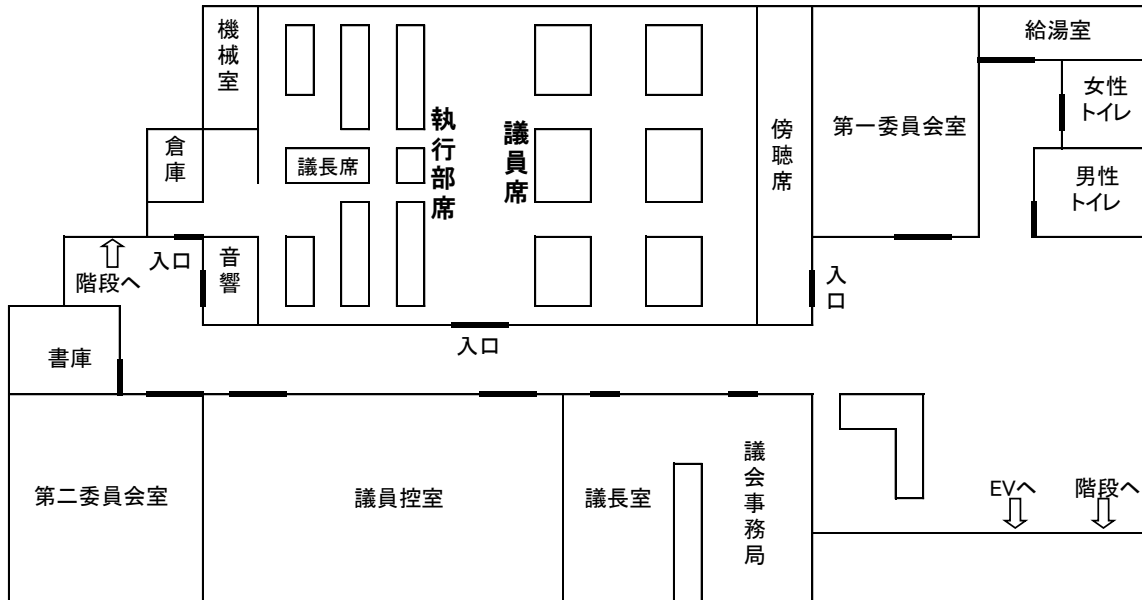 機械室
給湯室
女性
トイレ
執行部席
議員席
傍聴席
第一委員会室
倉庫
議長席
男性
トイレ
入口
音響
階段へ
入口
入口
書庫
第二委員会室
議員控室
議長室
議会事務局
EVへ
階段へ